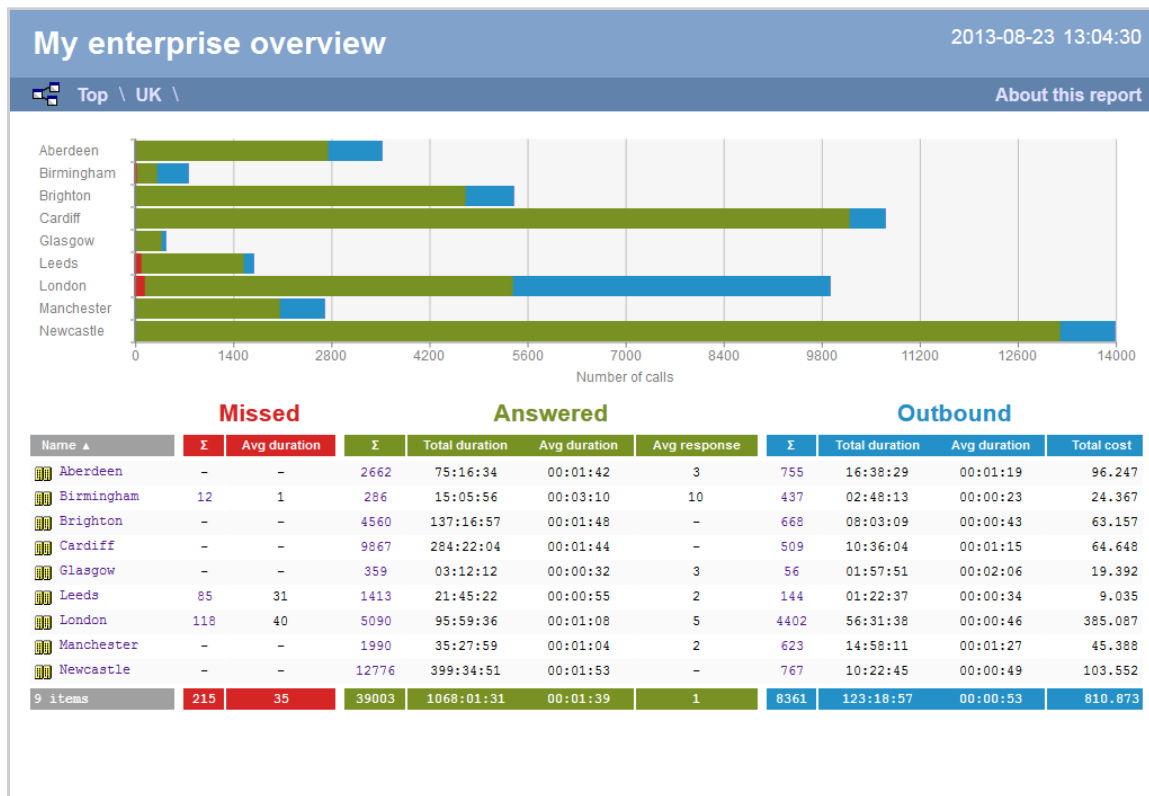 My enterprise overview 2013-08-23 13:04:30
Top \ UK \ About this report
Aberdeen
Birmingham
Brighton
Cardiff
Glasgow
Leeds
London
Manchester
Newcastle
0 1400 2800 4200 5600 7000 8400 9800 11200 12600 14000
Number of calls
Missed Answered Outbound
Name ▲ Σ Avg duration Σ Total duration Avg duration Avg response Σ Total duration Avg duration Total cost
Aberdeen – – 2662 75:16:34 00:01:42 3 755 16:38:29 00:01:19 96.247
Birmingham 12 1 286 15:05:56 00:03:10 10 437 02:48:13 00:00:23 24.367
Brighton – – 4560 137:16:57 00:01:48 – 668 08:03:09 00:00:43 63.157
Cardiff – – 9867 284:22:04 00:01:44 – 509 10:36:04 00:01:15 64.648
Glasgow – – 359 03:12:12 00:00:32 3 56 01:57:51 00:02:06 19.392
Leeds 85 31 1413 21:45:22 00:00:55 2 144 01:22:37 00:00:34 9.035
London 118 40 5090 95:59:36 00:01:08 5 4402 56:31:38 00:00:46 385.087
Manchester – – 1990 35:27:59 00:01:04 2 623 14:58:11 00:01:27 45.388
Newcastle – – 12776 399:34:51 00:01:53 – 767 10:22:45 00:00:49 103.552
9 items 215 35 39003 1068:01:31 00:01:39 1 8361 123:18:57 00:00:53 810.873